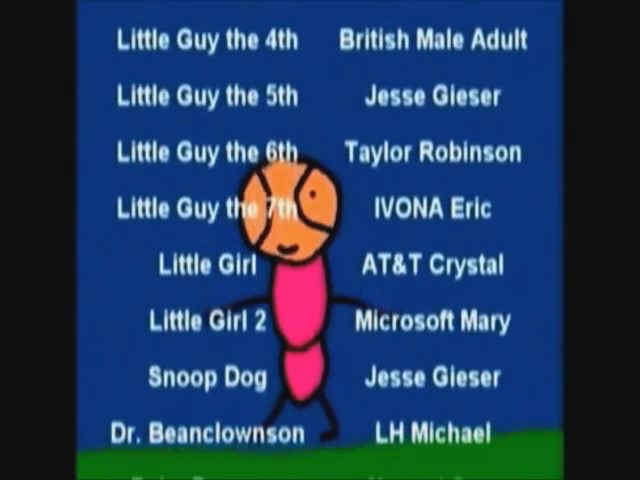 Little Guy the 4th British Male Adult
Little Guy the 5th Jesse Gieser
Little Guy the 6th Taylor Robinson
Little Guy the 7th IVONA Eric
Little Girl AT&T Crystal
Little Girl 2 Microsoft Mary
Snoop Dog Jesse Gieser
Dr. Beanclownson LH Michael